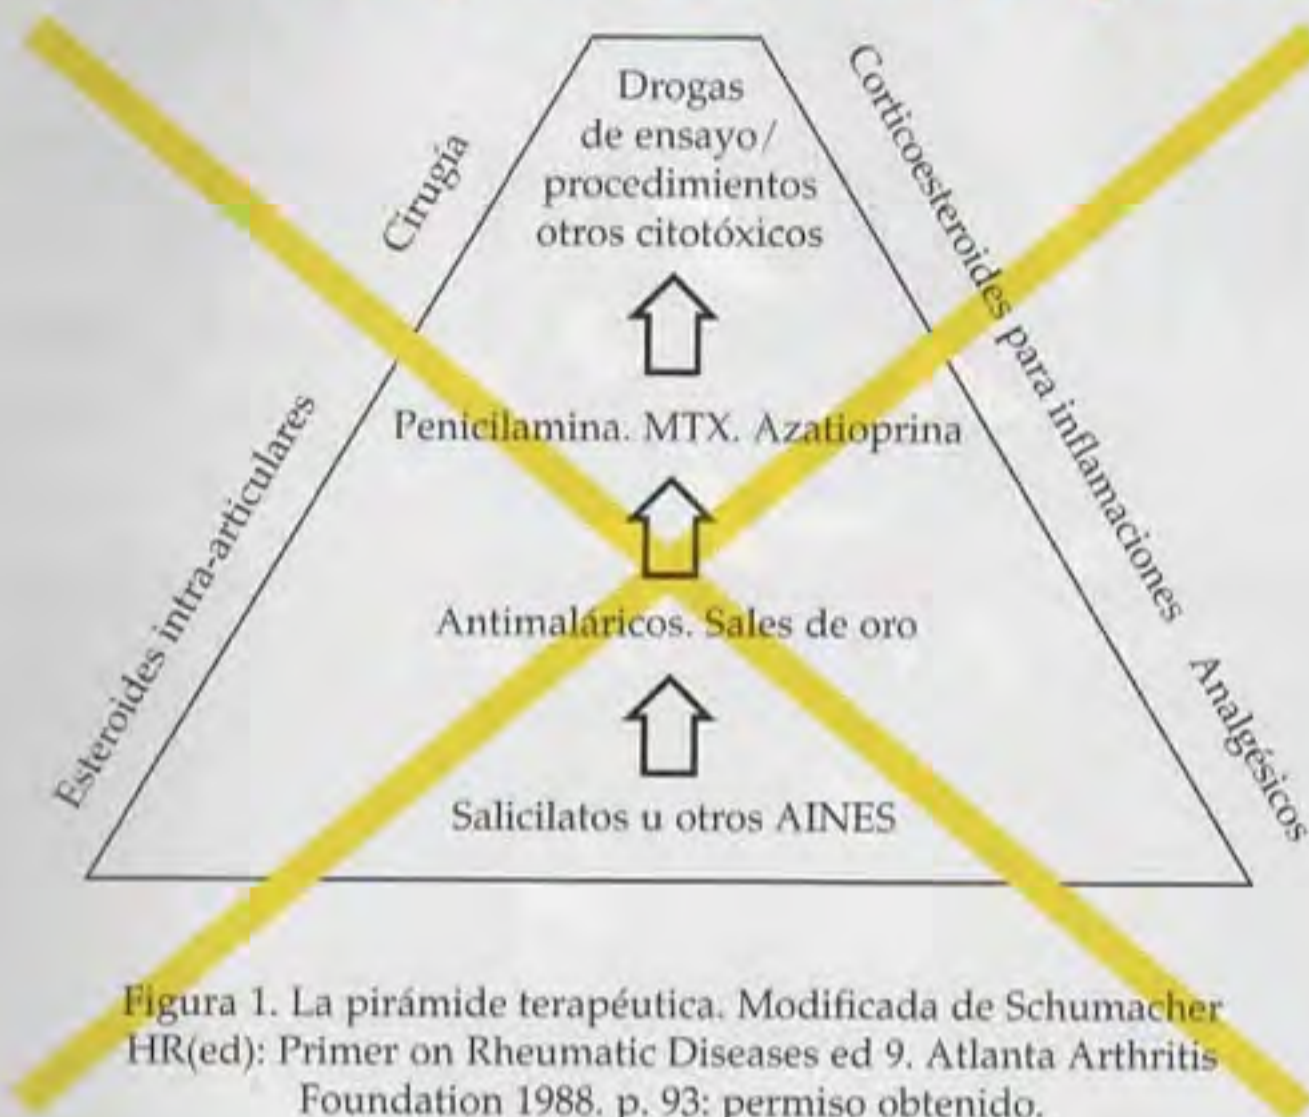 Drogas
de ensayo/
procedimientos
otros citotóxicos
Cirugía
Esteroides intra-articulares
Corticoesteroides para inflamaciones
Analgésicos
Penicilamina. MTX. Azatioprina
Antimaláricos. Sales de oro
Salicilatos u otros AINES
Figura 1. La pirámide terapéutica. Modificada de Schumacher
HR(ed): Primer on Rheumatic Diseases ed 9. Atlanta Arthritis
Foundation 1988. p. 93: permiso obtenido.